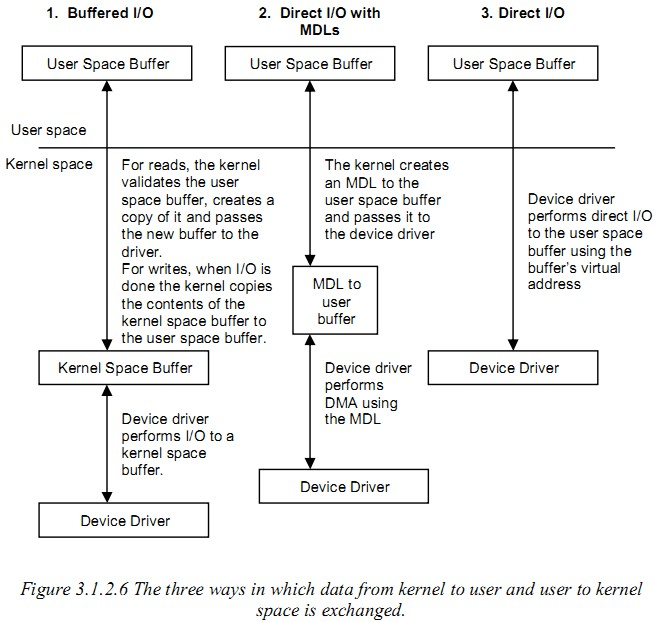 1. Buffered I/O
2. Direct I/O with
MDLs
3. Direct I/O
User Space Buffer
User Space Buffer
User Space Buffer
User space
Kernel space
For reads, the kernel
validates the user
space buffer, creates a
copy of it and passes
the new buffer to the
driver.
For writes, when I/O is
done the kernel copies
the contents of the
kernel space buffer to
the user space buffer.
The kernel creates
an MDL to the
user space buffer
and passes it to
the device driver
Device driver
performs direct I/O
to the user space
buffer using the
buffer's virtual
address
MDL to
user
buffer
Kernel Space Buffer
Device driver
performs
DMA using
the MDL
Device Driver
Device driver
performs I/O to a
kernel space
buffer.
Device Driver
Device Driver
Figure 3.1.2.6 The three ways in which data from kernel to user and user to kernel
space is exchanged.